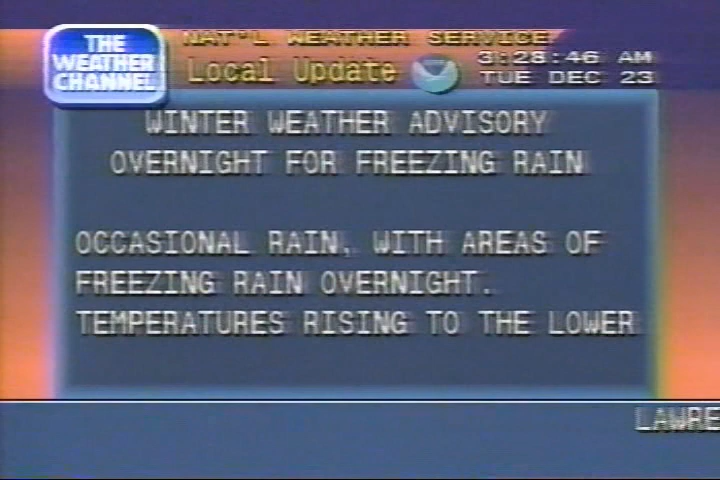 THE
WEATHER
CHANNEL
NAT'L WEATHER SERVICE
Local Update
3:28:46 AM
TUE DEC 23
WINTER WEATHER ADVISORY
OVERNIGHT FOR FREEZING RAIN
OCCASIONAL RAIN, WITH AREAS OF
FREEZING RAIN OVERNIGHT.
TEMPERATURES RISING TO THE LOWER
LAWRE